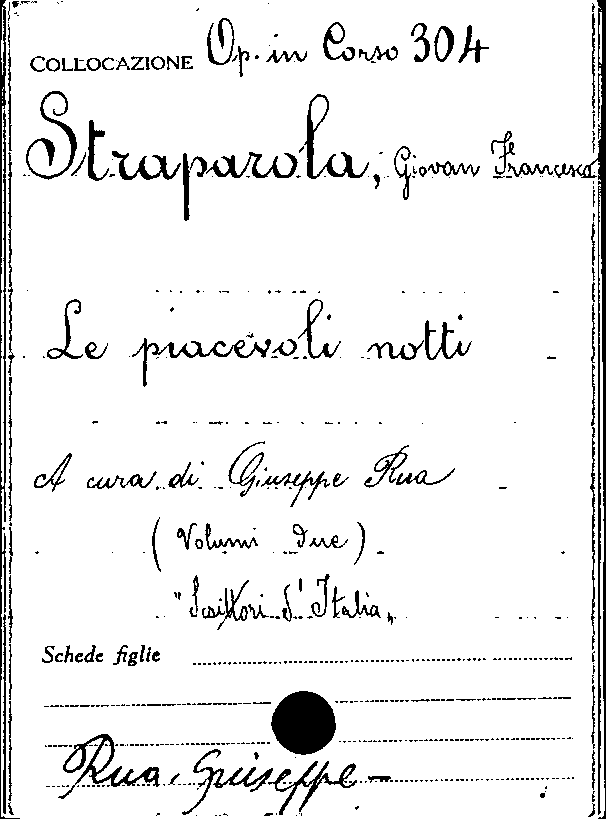 COLLOCAZIONE Op. in Corso 304
Straparola, Giovan Francesco
Le piacevoli notti
A cura di Giuseppe Rua
(Volumi due)
"Scrittori d'Italia„
Schede figlie
Rua, Giuseppe -